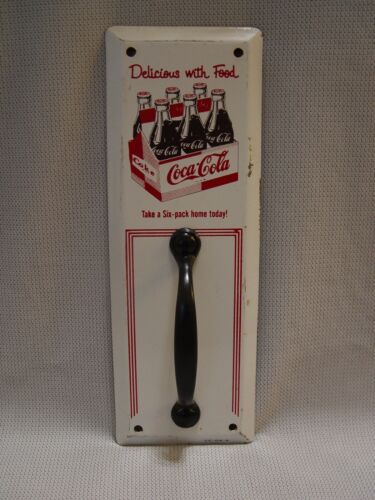 Delicious with Food
Coca-Cola Coca-Cola
Coke
Coca-Cola
Take a Six-pack home today!